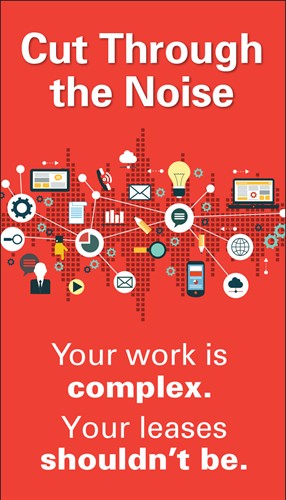 Cut Through
the Noise
Your work is
complex.
Your leases
shouldn't be.